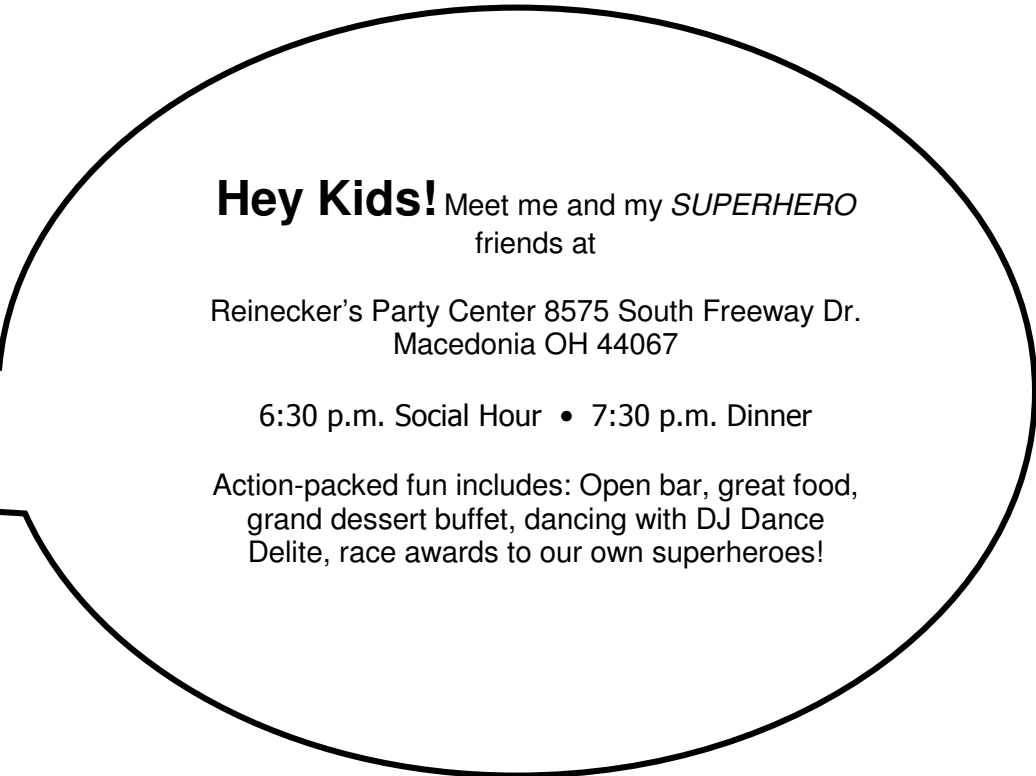 Hey Kids! Meet me and my SUPERHERO
friends at
Reinecker's Party Center 8575 South Freeway Dr.
Macedonia OH 44067
6:30 p.m. Social Hour • 7:30 p.m. Dinner
Action-packed fun includes: Open bar, great food,
grand dessert buffet, dancing with DJ Dance
Delite, race awards to our own superheroes!